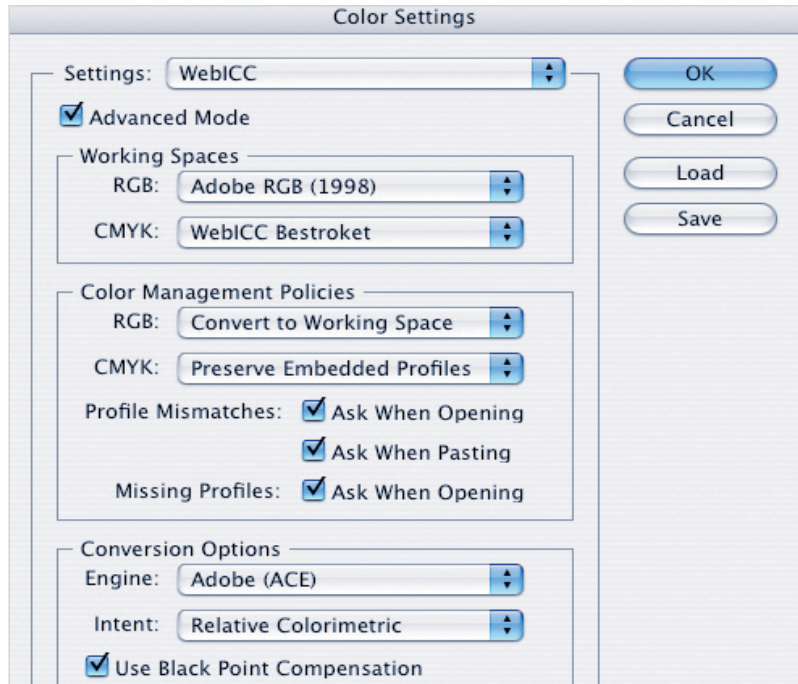 Color Settings
Settings: WebICC
OK
Advanced Mode
Cancel
Working Spaces
RGB: Adobe RGB (1998)
Load
CMYK: WebICC Bestroket
Save
Color Management Policies
RGB: Convert to Working Space
CMYK: Preserve Embedded Profiles
Profile Mismatches: Ask When Opening
Ask When Pasting
Missing Profiles: Ask When Opening
Conversion Options
Engine: Adobe (ACE)
Intent: Relative Colorimetric
Use Black Point Compensation